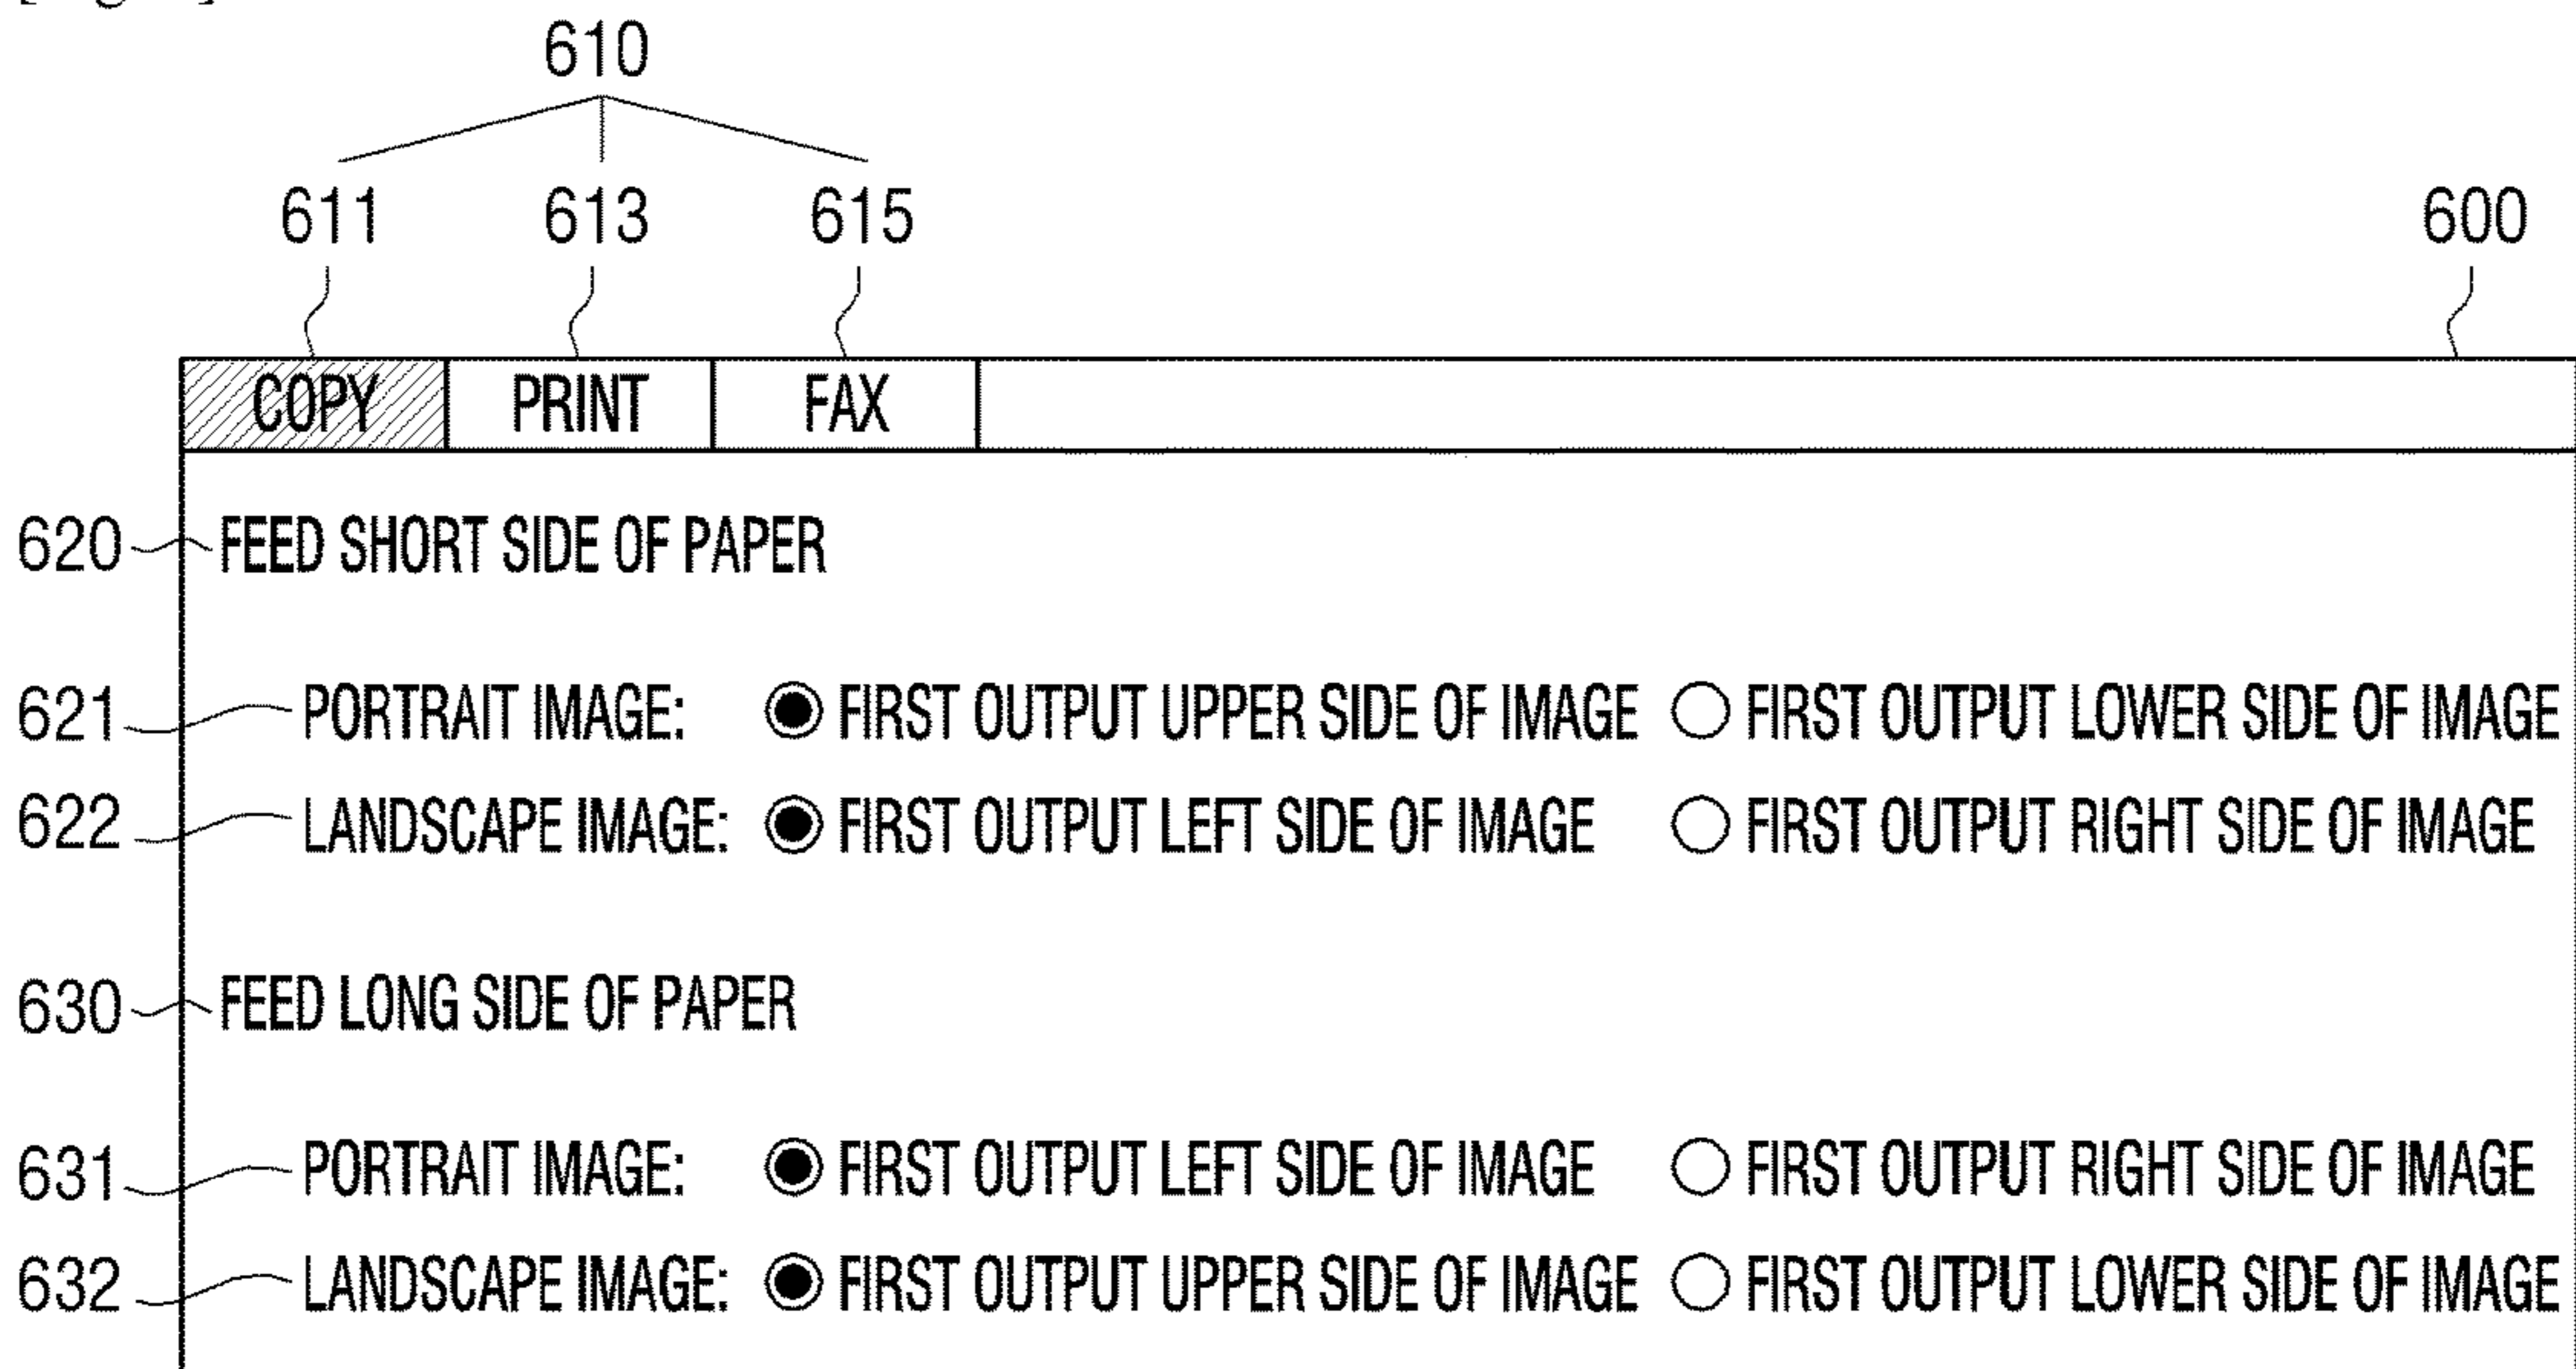 610
611 613 615 600
COPY PRINT FAX
620 FEED SHORT SIDE OF PAPER
621 PORTRAIT IMAGE: FIRST OUTPUT UPPER SIDE OF IMAGE FIRST OUTPUT LOWER SIDE OF IMAGE
622 LANDSCAPE IMAGE: FIRST OUTPUT LEFT SIDE OF IMAGE FIRST OUTPUT RIGHT SIDE OF IMAGE
630 FEED LONG SIDE OF PAPER
631 PORTRAIT IMAGE: FIRST OUTPUT LEFT SIDE OF IMAGE FIRST OUTPUT RIGHT SIDE OF IMAGE
632 LANDSCAPE IMAGE: FIRST OUTPUT UPPER SIDE OF IMAGE FIRST OUTPUT LOWER SIDE OF IMAGE